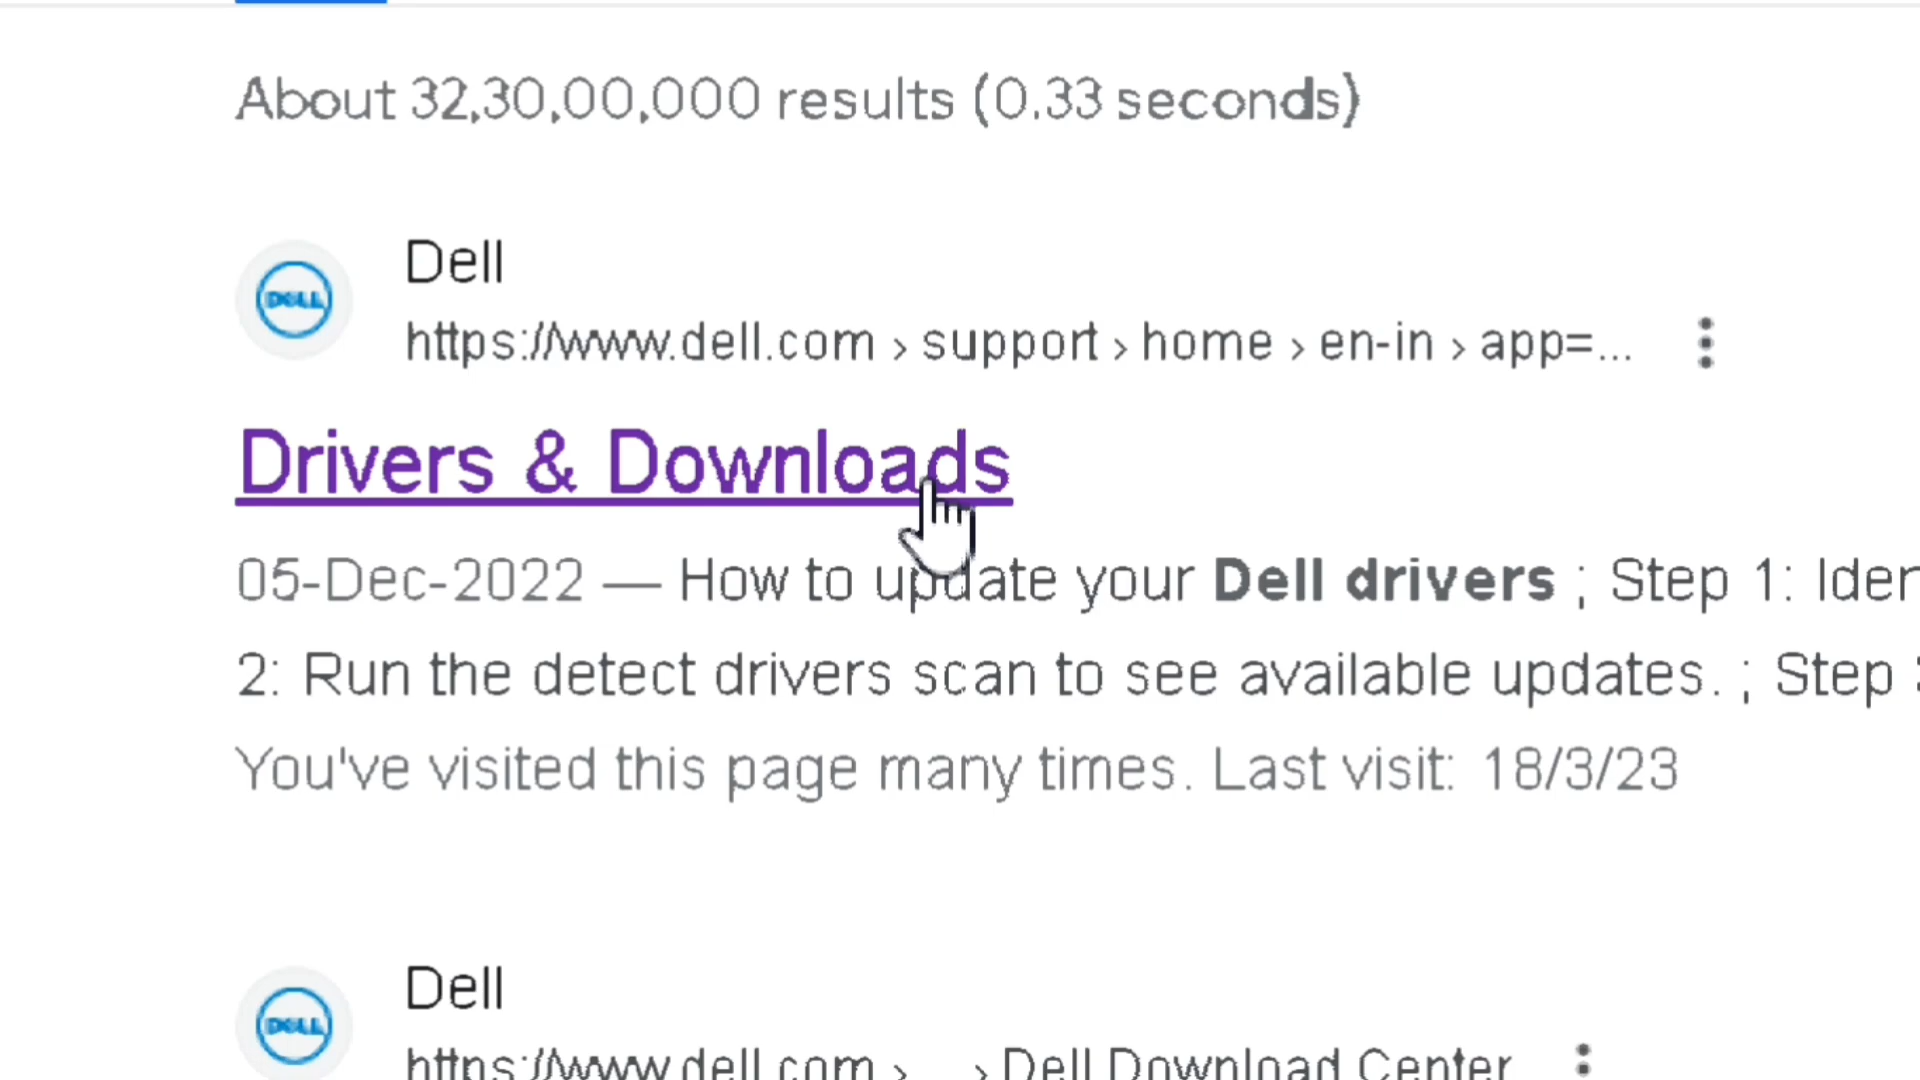 About 32,30,00,000 results (0.33 seconds)
DELL
Dell
https://www.dell.com › support › home › en-in › app=...
Drivers & Downloads
05-Dec-2022 — How to update your Dell drivers ; Step 1: Iden
2: Run the detect drivers scan to see available updates. ; Step
You've visited this page many times. Last visit: 18/3/23
DELL
Dell
https://www.dell.com › ... › Dell Download Center